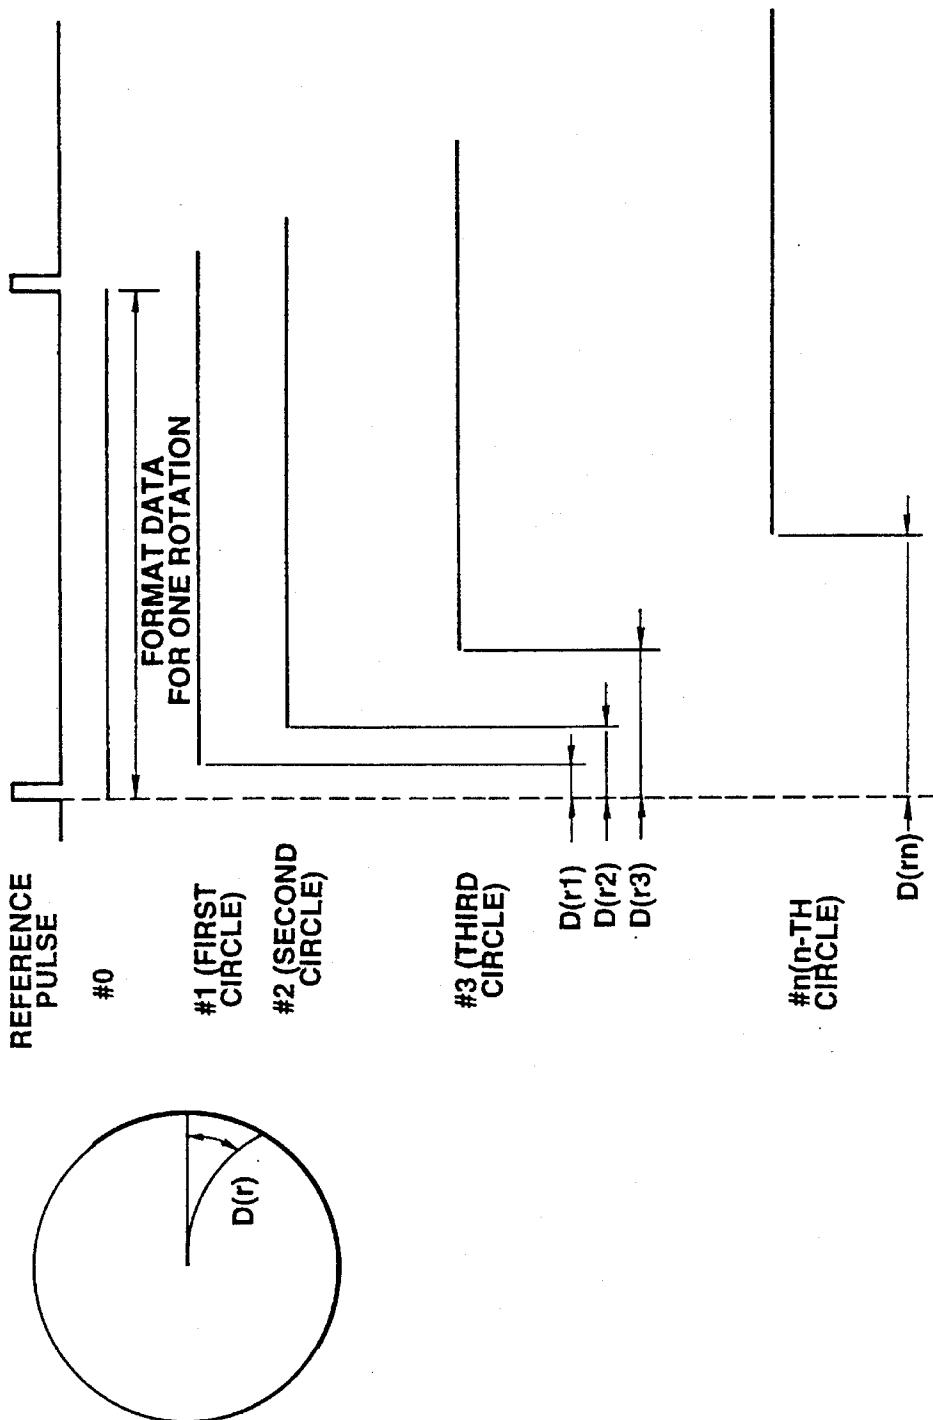 REFERENCE
PULSE
#0
FORMAT DATA
FOR ONE ROTATION
#1 (FIRST
CIRCLE)
#2 (SECOND
CIRCLE)
#3 (THIRD
CIRCLE)
D(r1)
D(r2)
D(r3)
#n(n-TH
CIRCLE)
D(rn)
D(r)